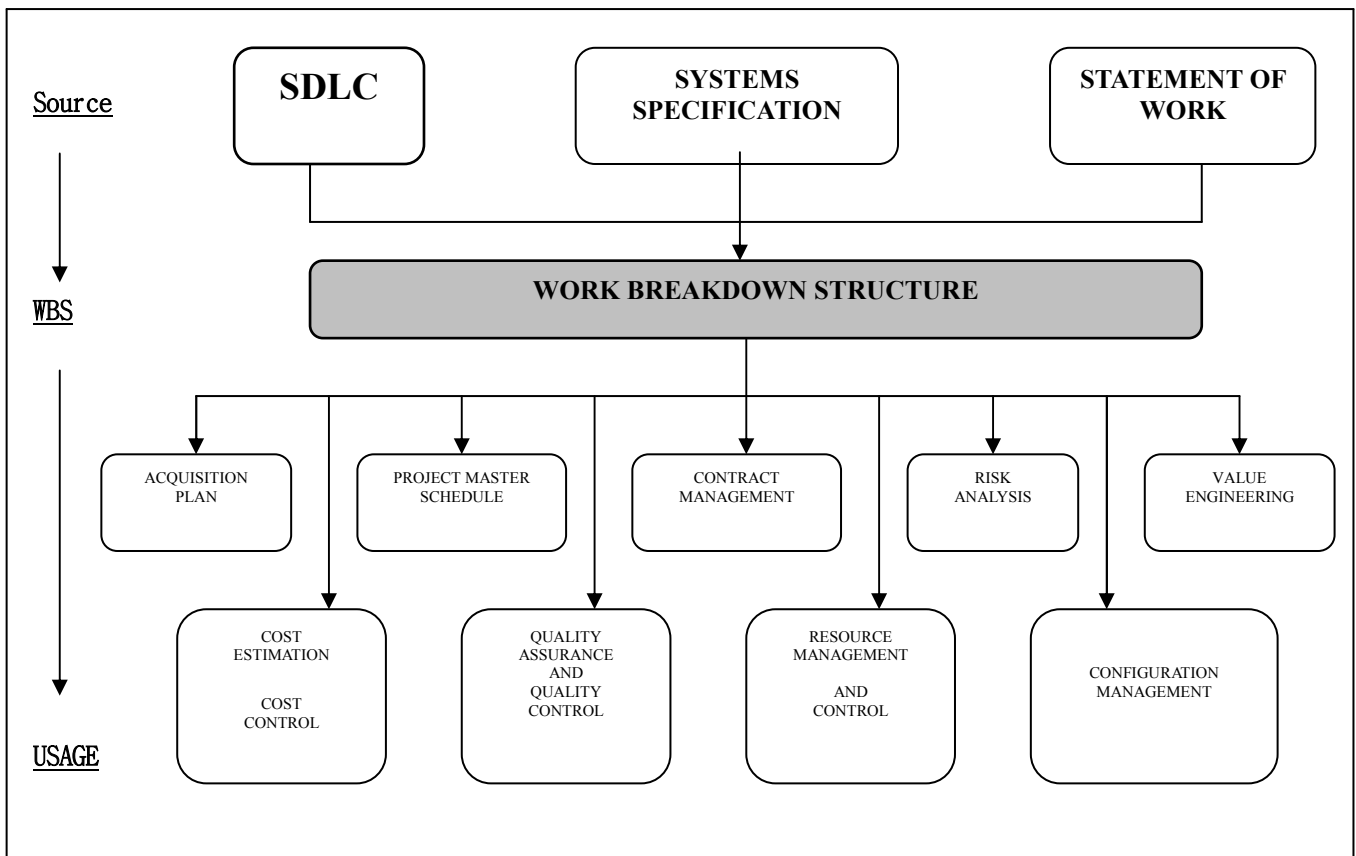 Source
SDLC
SYSTEMS
SPECIFICATION
STATEMENT OF
WORK
WBS
WORK BREAKDOWN STRUCTURE
ACQUISITION
PLAN
PROJECT MASTER
SCHEDULE
CONTRACT
MANAGEMENT
RISK
ANALYSIS
VALUE
ENGINEERING
COST
ESTIMATION
COST
CONTROL
QUALITY
ASSURANCE
AND
QUALITY
CONTROL
RESOURCE
MANAGEMENT
AND
CONTROL
CONFIGURATION
MANAGEMENT
USAGE